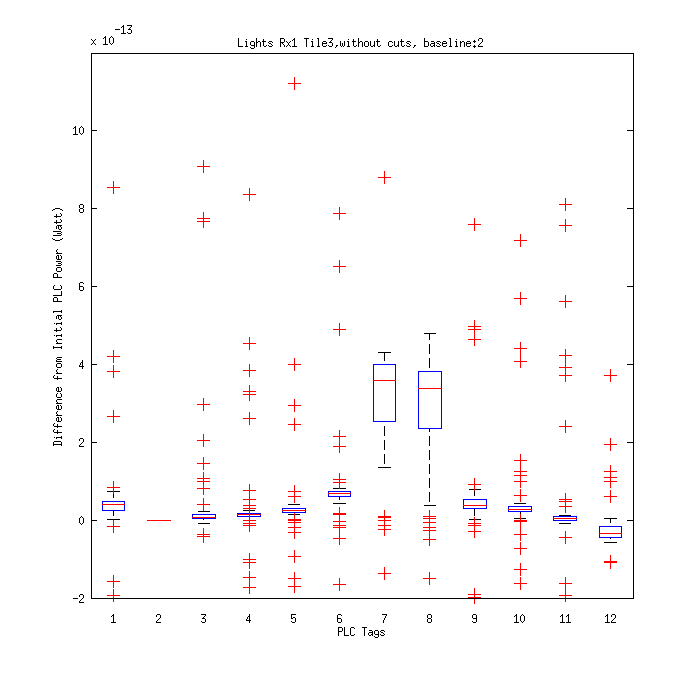 x 10-13
Lights Rx1 Tile3,without cuts, baseline:2
10
8
6
4
2
0
-2
Difference from Initial PLC Power (Watt)
1 2 3 4 5 6 7 8 9 10 11 12
PLC Tags